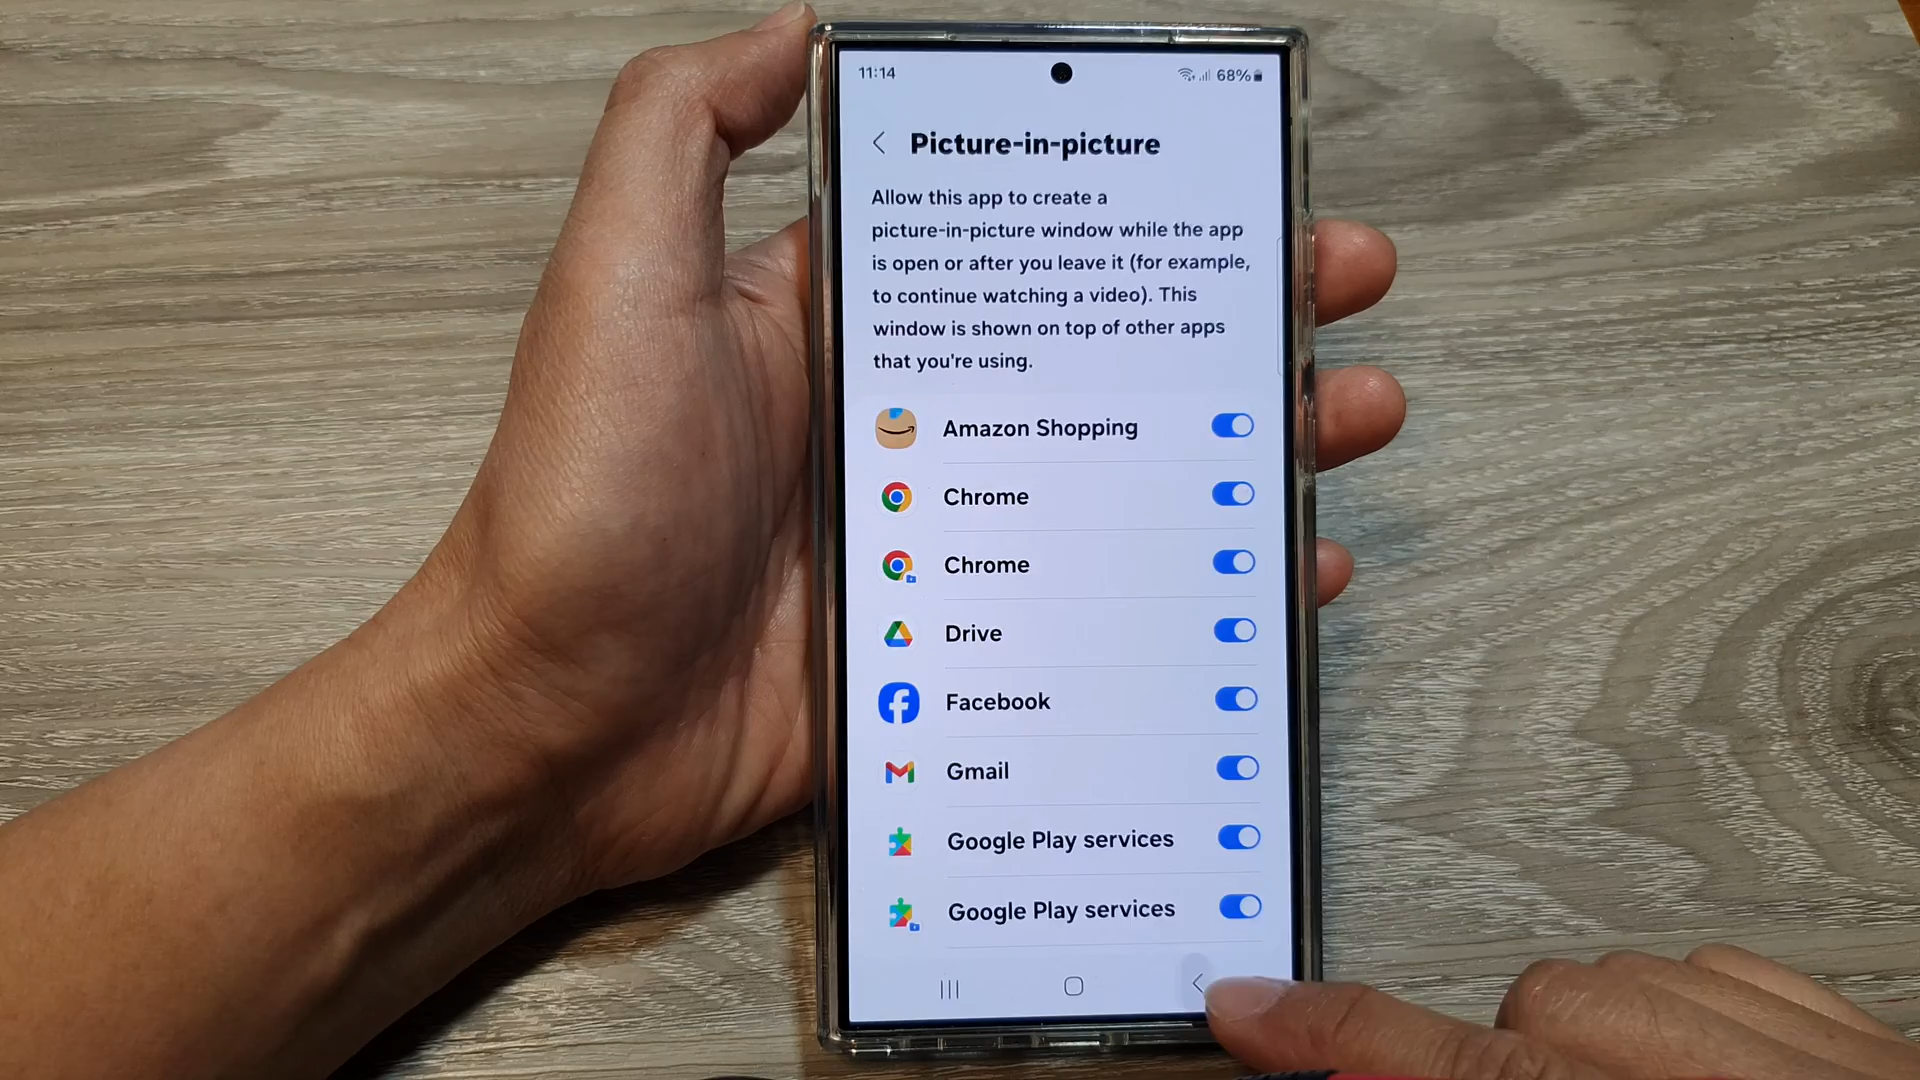 11:14
68%
Picture-in-picture
Allow this app to create a
picture-in-picture window while the app
is open or after you leave it (for example,
to continue watching a video). This
window is shown on top of other apps
that you're using.
Amazon Shopping
Chrome
Chrome
Drive
Facebook
Gmail
Google Play services
Google Play services